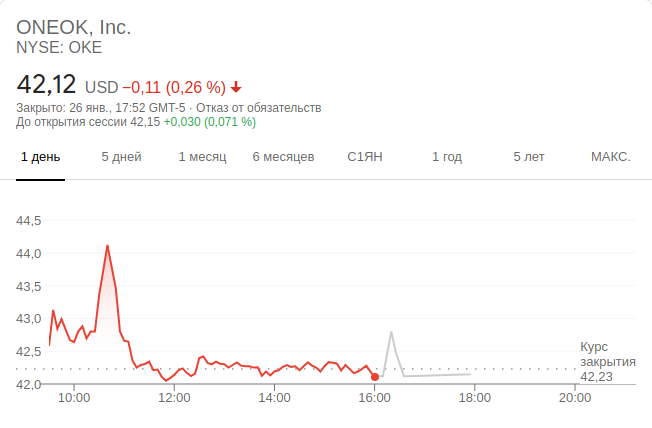 ONEOK, Inc.
NYSE: OKE
42,12 USD −0,11 (0,26 %)
Закрыто: 26 янв., 17:52 GMT-5 · Отказ от обязательств
До открытия сессии 42,15 +0,030 (0,071 %)
1 день 5 дней 1 месяц 6 месяцев С1ЯН 1 год 5 лет МАКС.
44,5
44,0
43,5
43,0
42,5
42,0
Курс
закрытия
42,23
10:00 12:00 14:00 16:00 18:00 20:00